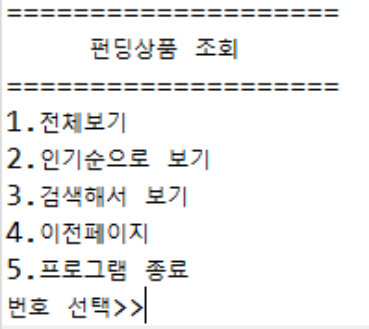 ====================
펀딩상품 조회
====================
1.전체보기
2.인기순으로 보기
3.검색해서 보기
4.이전페이지
5.프로그램 종료
번호 선택>>